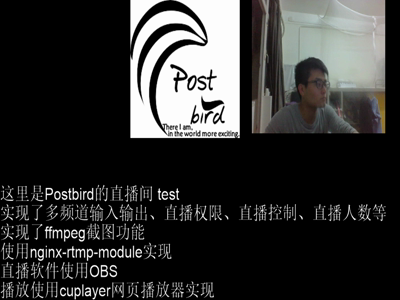 Post
bird
There I am,
in the world more exciting.
这里是Postbird的直播间 test
实现了多频道输入输出、直播权限、直播控制、直播人数等
实现了ffmpeg截图功能
使用nginx-rtmp-module实现
直播软件使用OBS
播放使用cuplayer网页播放器实现